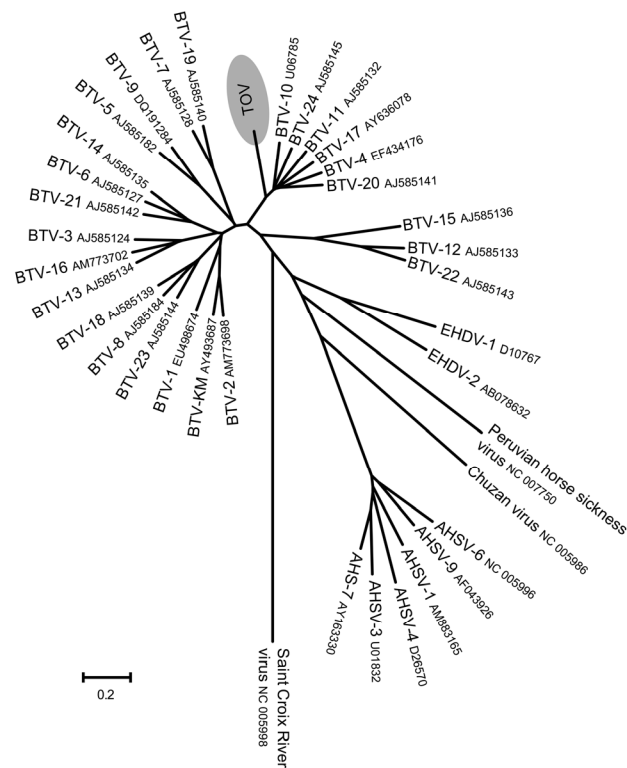 BTV-19 AJ585140
BTV-7 AJ585128
BTV-9 DQ191284
BTV-5 AJ585182
BTV-14 AJ585135
BTV-6 AJ585127
BTV-21 AJ585142
BTV-3 AJ585124
BTV-16 AM773702
BTV-13 AJ585134
BTV-18 AJ585139
BTV-8 AJ585184
BTV-23 AJ585144
BTV-1 EU498674
BTV-KM AY493687
BTV-2 AM773698
TOV
BTV-10 U06785
BTV-24 AJ585145
BTV-11 AJ585132
BTV-17 AY636078
BTV-4 EF434176
BTV-20 AJ585141
BTV-15 AJ585136
BTV-12 AJ585133
BTV-22 AJ585143
EHDV-1 D10767
EHDV-2 AB078632
Peruvian horse sickness
virus NC 007750
Chuzan virus NC 005986
AHSV-6 NC 005996
AHSV-9 AF043926
AHSV-1 AM883165
AHSV-4 D26570
AHSV-3 U01832
AHS-7 AY163330
Saint Croix River
virus NC 005998
0.2